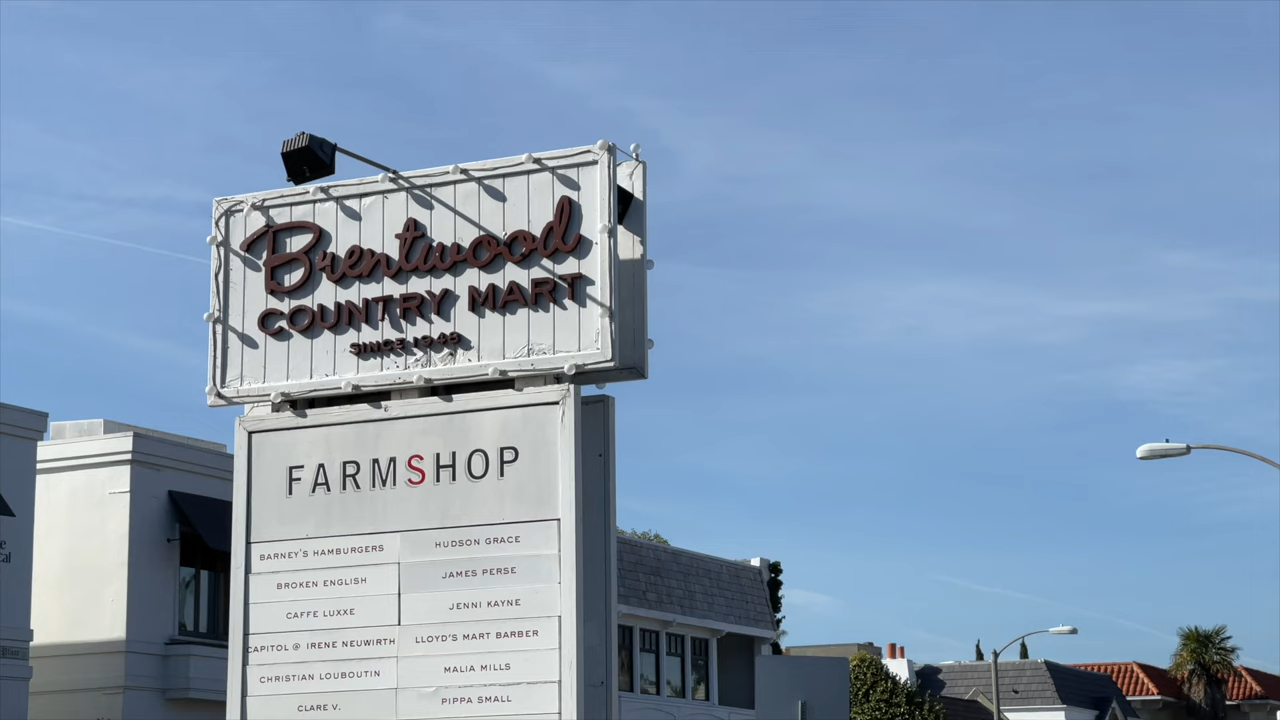 Brentwood
COUNTRY MART
SINCE 1948
FARMSHOP
BARNEY'S HAMBURGERS
HUDSON GRACE
BROKEN ENGLISH
JAMES PERSE
CAFFE LUXXE
JENNI KAYNE
CAPITOL @ IRENE NEUWIRTH
LLOYD'S MART BARBER
CHRISTIAN LOUBOUTIN
MALIA MILLS
CLARE V.
PIPPA SMALL